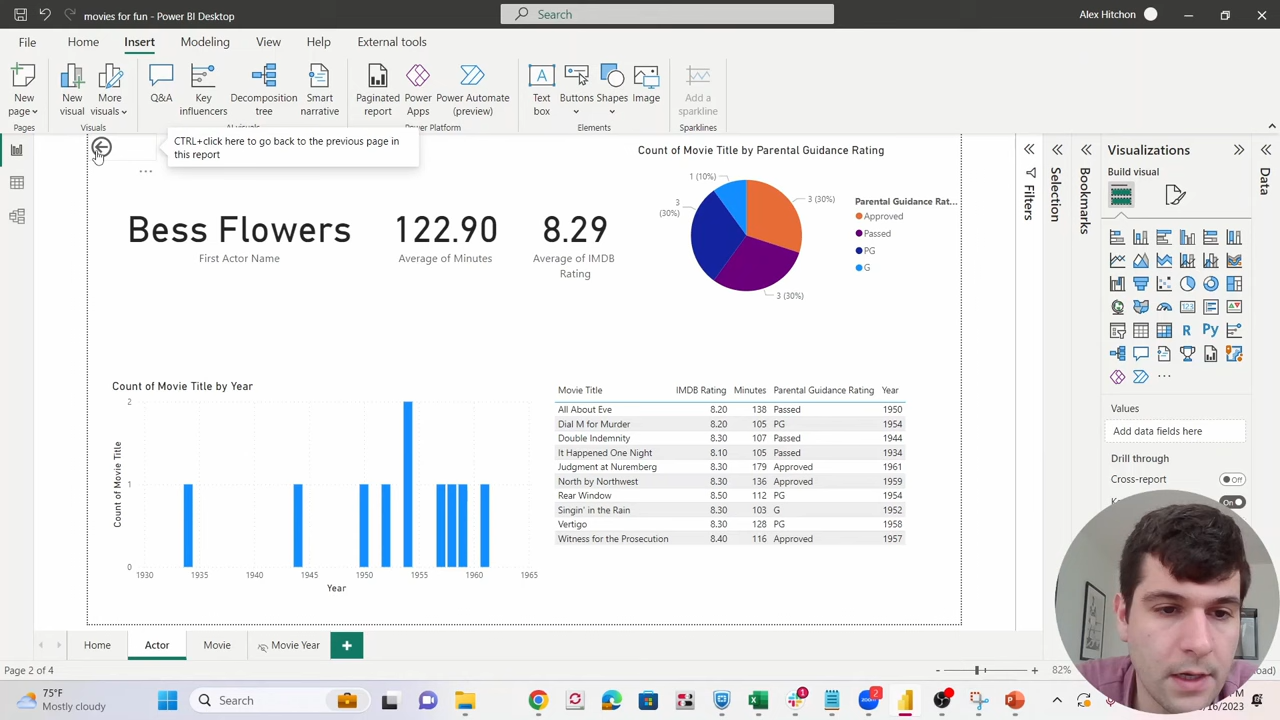 movies for fun - Power BI Desktop
Search
Alex Hitchon
File
Home
Insert
Modeling
View
Help
External tools
New
page
New
visual
More
visuals
Q&A
Key
influencers
Decomposition
tree
Smart
narrative
Paginated
report
Power
Apps
Power Automate
(preview)
Text
box
Buttons
Shapes
Image
Add a
sparkline
Pages
Visuals
Power Platform
Elements
Sparklines
CTRL+click here to go back to the previous page in
this report
Bess Flowers
First Actor Name
122.90
Average of Minutes
8.29
Average of IMDB
Rating
Count of Movie Title by Parental Guidance Rating
1 (10%)
3 (30%)
3
(30%)
3 (30%)
Parental Guidance Rat...
Approved
Passed
PG
G
Count of Movie Title by Year
Count of Movie Title
2
1
0
1930 1935 1940 1945 1950 1955 1960 1965
Year
Movie Title IMDB Rating Minutes Parental Guidance Rating Year
All About Eve 8.20 138 Passed 1950
Dial M for Murder 8.20 105 PG 1954
Double Indemnity 8.30 107 Passed 1944
It Happened One Night 8.10 105 Passed 1934
Judgment at Nuremberg 8.30 179 Approved 1961
North by Northwest 8.30 136 Approved 1959
Rear Window 8.50 112 PG 1954
Singin' in the Rain 8.30 103 G 1952
Vertigo 8.30 128 PG 1958
Witness for the Prosecution 8.40 116 Approved 1957
Filters
Selection
Bookmarks
Visualizations
Build visual
R Py
Values
Add data fields here
Drill through
Cross-report
Off
On
Data
Home
Actor
Movie
Movie Year
Page 2 of 4
82%
75°F
Mostly cloudy
Search
1
2